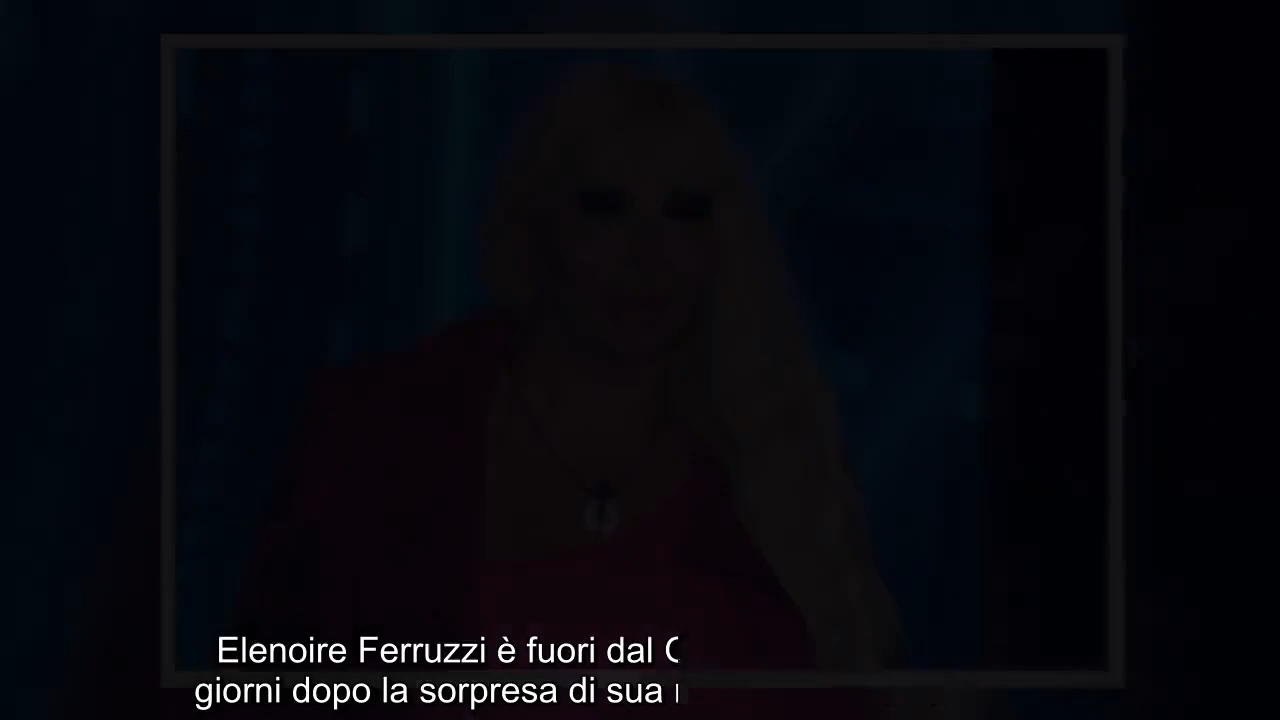 Elenoire Ferruzzi è fuori dal
giorni dopo la sorpresa di sua